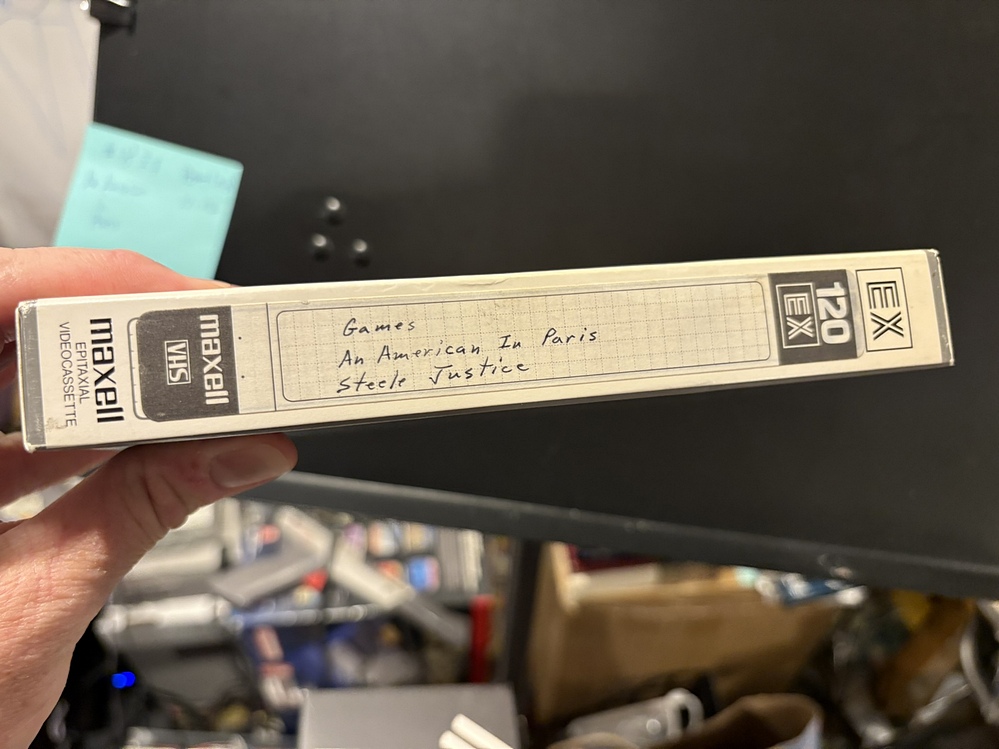 maxell
EPITAXIAL
VIDEOCASSETTE
maxell
VHS
Games
An American In Paris
Steele Justice
120
EX
EX